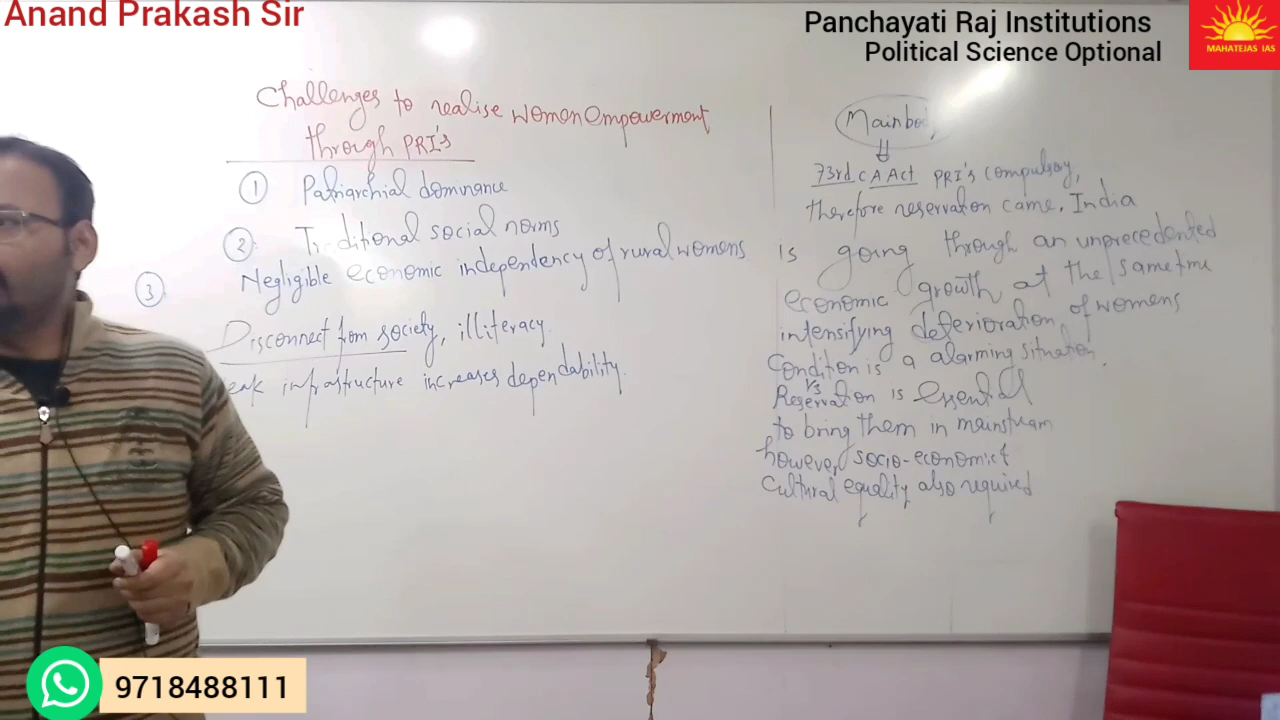 Anand Prakash Sir
Panchayati Raj Institutions
Political Science Optional
MAHATEJAS IAS
Challenges to realise women empowerment
through PRI's
① Patriarchial dominance
② Traditional social norms
③ Negligible economic independency of rural womens
Disconnect from society, illiteracy
eak infrastructure increases dependability.
Main bod
⇓
73rd C A Act PRI's compulsory,
therefore reservation came, India
is going through an unprecedented
economic growth at the same time
intensifying deterioration of womens
condition is a alarming situation.
1/3
Reservation is essential
to bring them in mainstream
however socio-economic &
cultural equality also required
9718488111